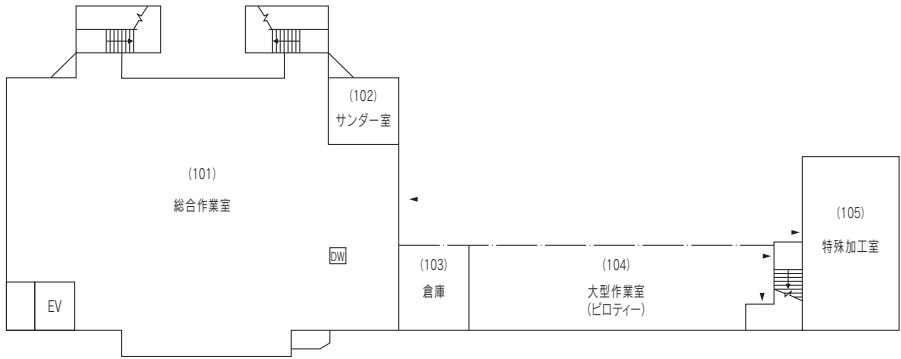 (102)
サンダー室
(101)
総合作業室
(105)
特殊加工室
DW
(103)
倉庫
(104)
大型作業室
(ピロティー)
EV